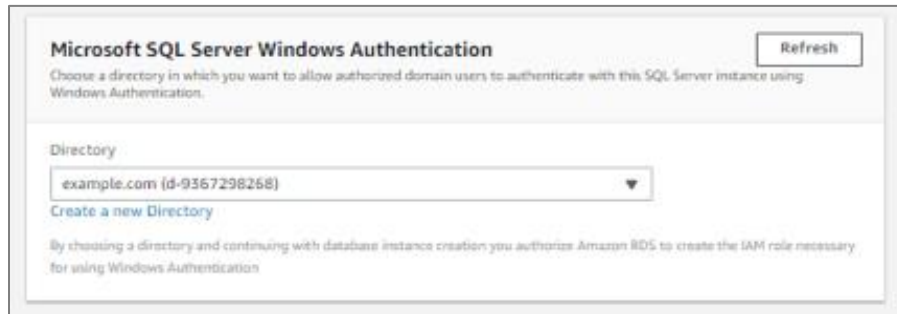 Microsoft SQL Server Windows Authentication
Refresh
Choose a directory in which you want to allow authorized domain users to authenticate with this SQL Server instance using
Windows Authentication.
Directory
example.com (d-9367298268)
Create a new Directory
By choosing a directory and continuing with database instance creation you authorize Amazon RDS to create the IAM role necessary
for using Windows Authentication